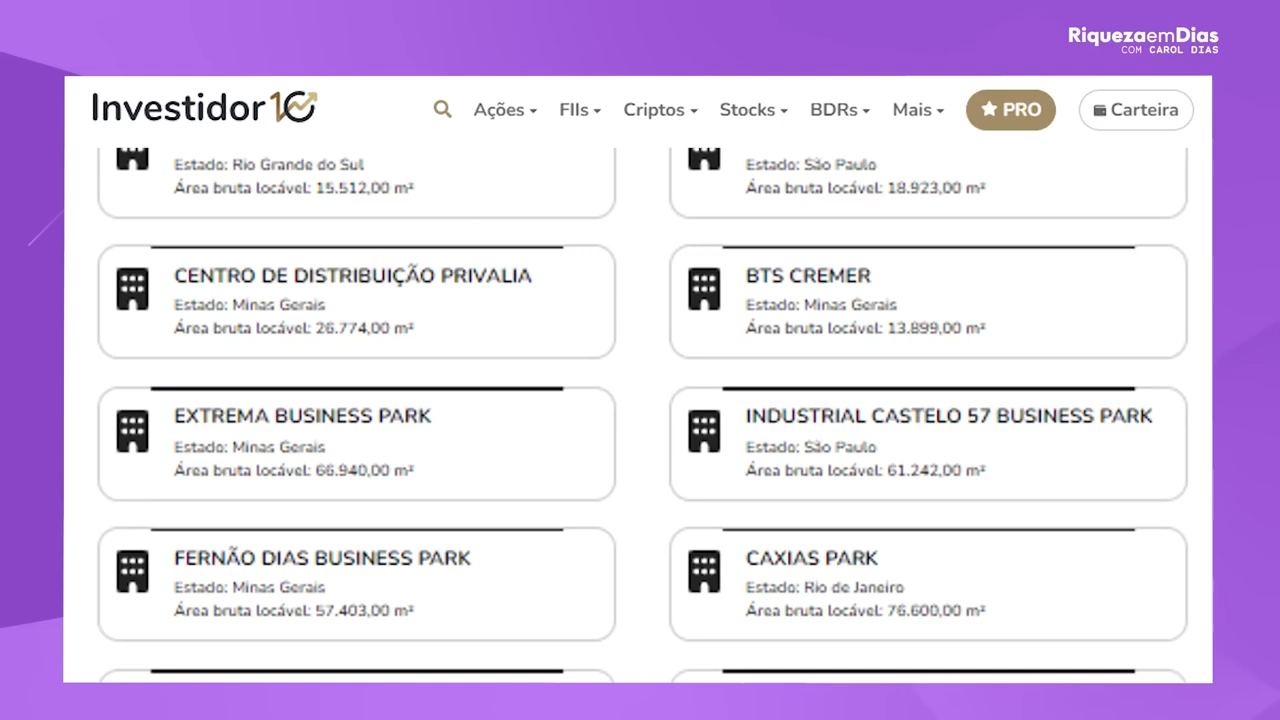 RiquezaemDias
COM CAROL DIAS
Investidor10
Ações
FIIs
Criptos
Stocks
BDRs
Mais
PRO
Carteira
Estado: Rio Grande do Sul
Área bruta locável: 15.512,00 m²
Estado: São Paulo
Área bruta locável: 18.923,00 m²
CENTRO DE DISTRIBUIÇÃO PRIVALIA
Estado: Minas Gerais
Área bruta locável: 26.774,00 m²
BTS CREMER
Estado: Minas Gerais
Área bruta locável: 13.899,00 m²
EXTREMA BUSINESS PARK
Estado: Minas Gerais
Área bruta locável: 66.940,00 m²
INDUSTRIAL CASTELO 57 BUSINESS PARK
Estado: São Paulo
Área bruta locável: 61.242,00 m²
FERNÃO DIAS BUSINESS PARK
Estado: Minas Gerais
Área bruta locável: 57.403,00 m²
CAXIAS PARK
Estado: Rio de Janeiro
Área bruta locável: 76.600,00 m²